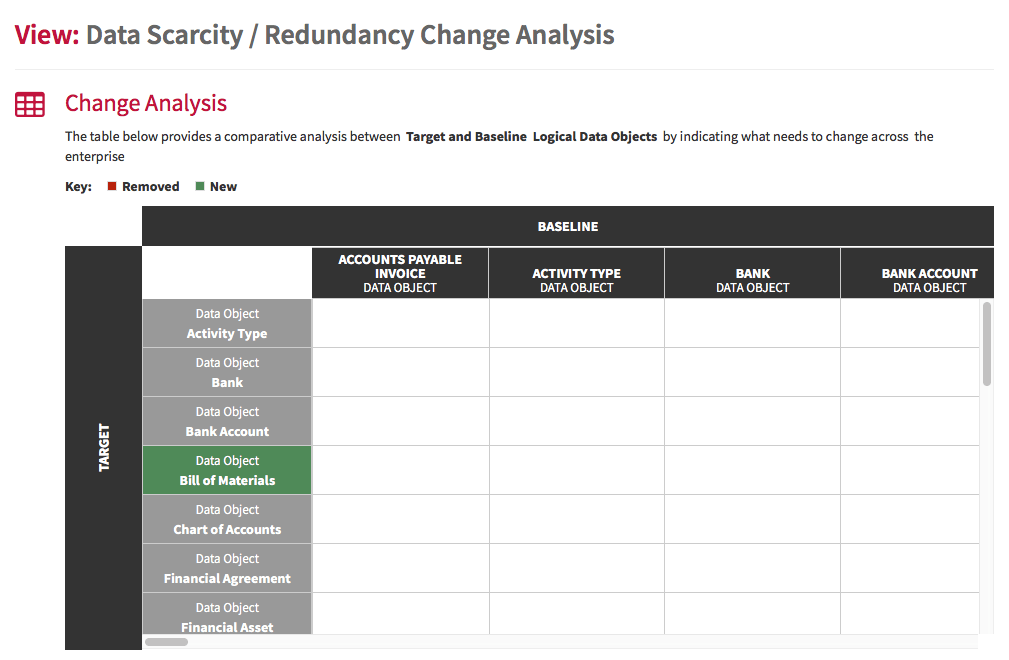 View: Data Scarcity / Redundancy Change Analysis
Change Analysis
The table below provides a comparative analysis between Target and Baseline Logical Data Objects by indicating what needs to change across the
enterprise
Key: Removed New
BASELINE
ACCOUNTS PAYABLE
INVOICE
DATA OBJECT
ACTIVITY TYPE
DATA OBJECT
BANK
DATA OBJECT
BANK ACCOUNT
DATA OBJECT
TARGET
Data Object
Activity Type
Data Object
Bank
Data Object
Bank Account
Data Object
Bill of Materials
Data Object
Chart of Accounts
Data Object
Financial Agreement
Data Object
Financial Asset